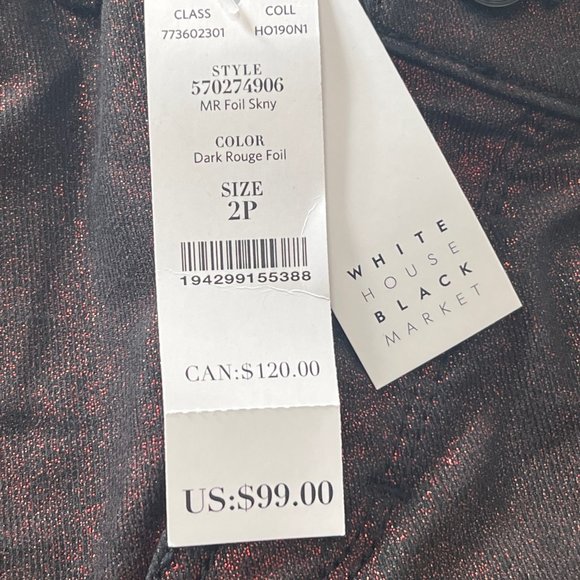 CLASS COLL
773602301 HO190N1
STYLE
570274906
MR Foil Skny
COLOR
Dark Rouge Foil
SIZE
2P
194299155388
CAN:$120.00
US:$99.00
WHITE
HOUSE
BLACK
MARKET